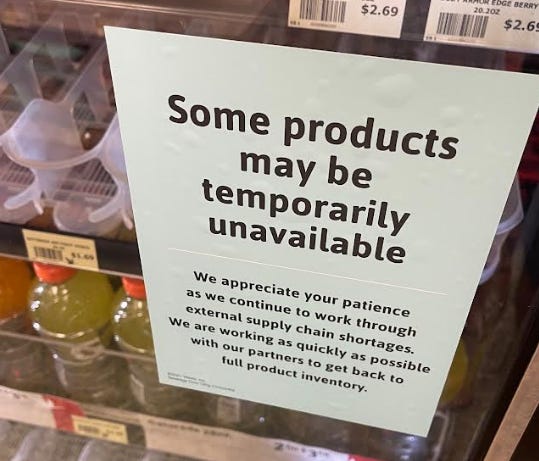 $2.69
ARMOR EDGE BERRY
20.2OZ
$2.69
Some products
may be
temporarily
unavailable
We appreciate your patience
as we continue to work through
external supply chain shortages.
We are working as quickly as possible
with our partners to get back to
full product inventory.
$1.69